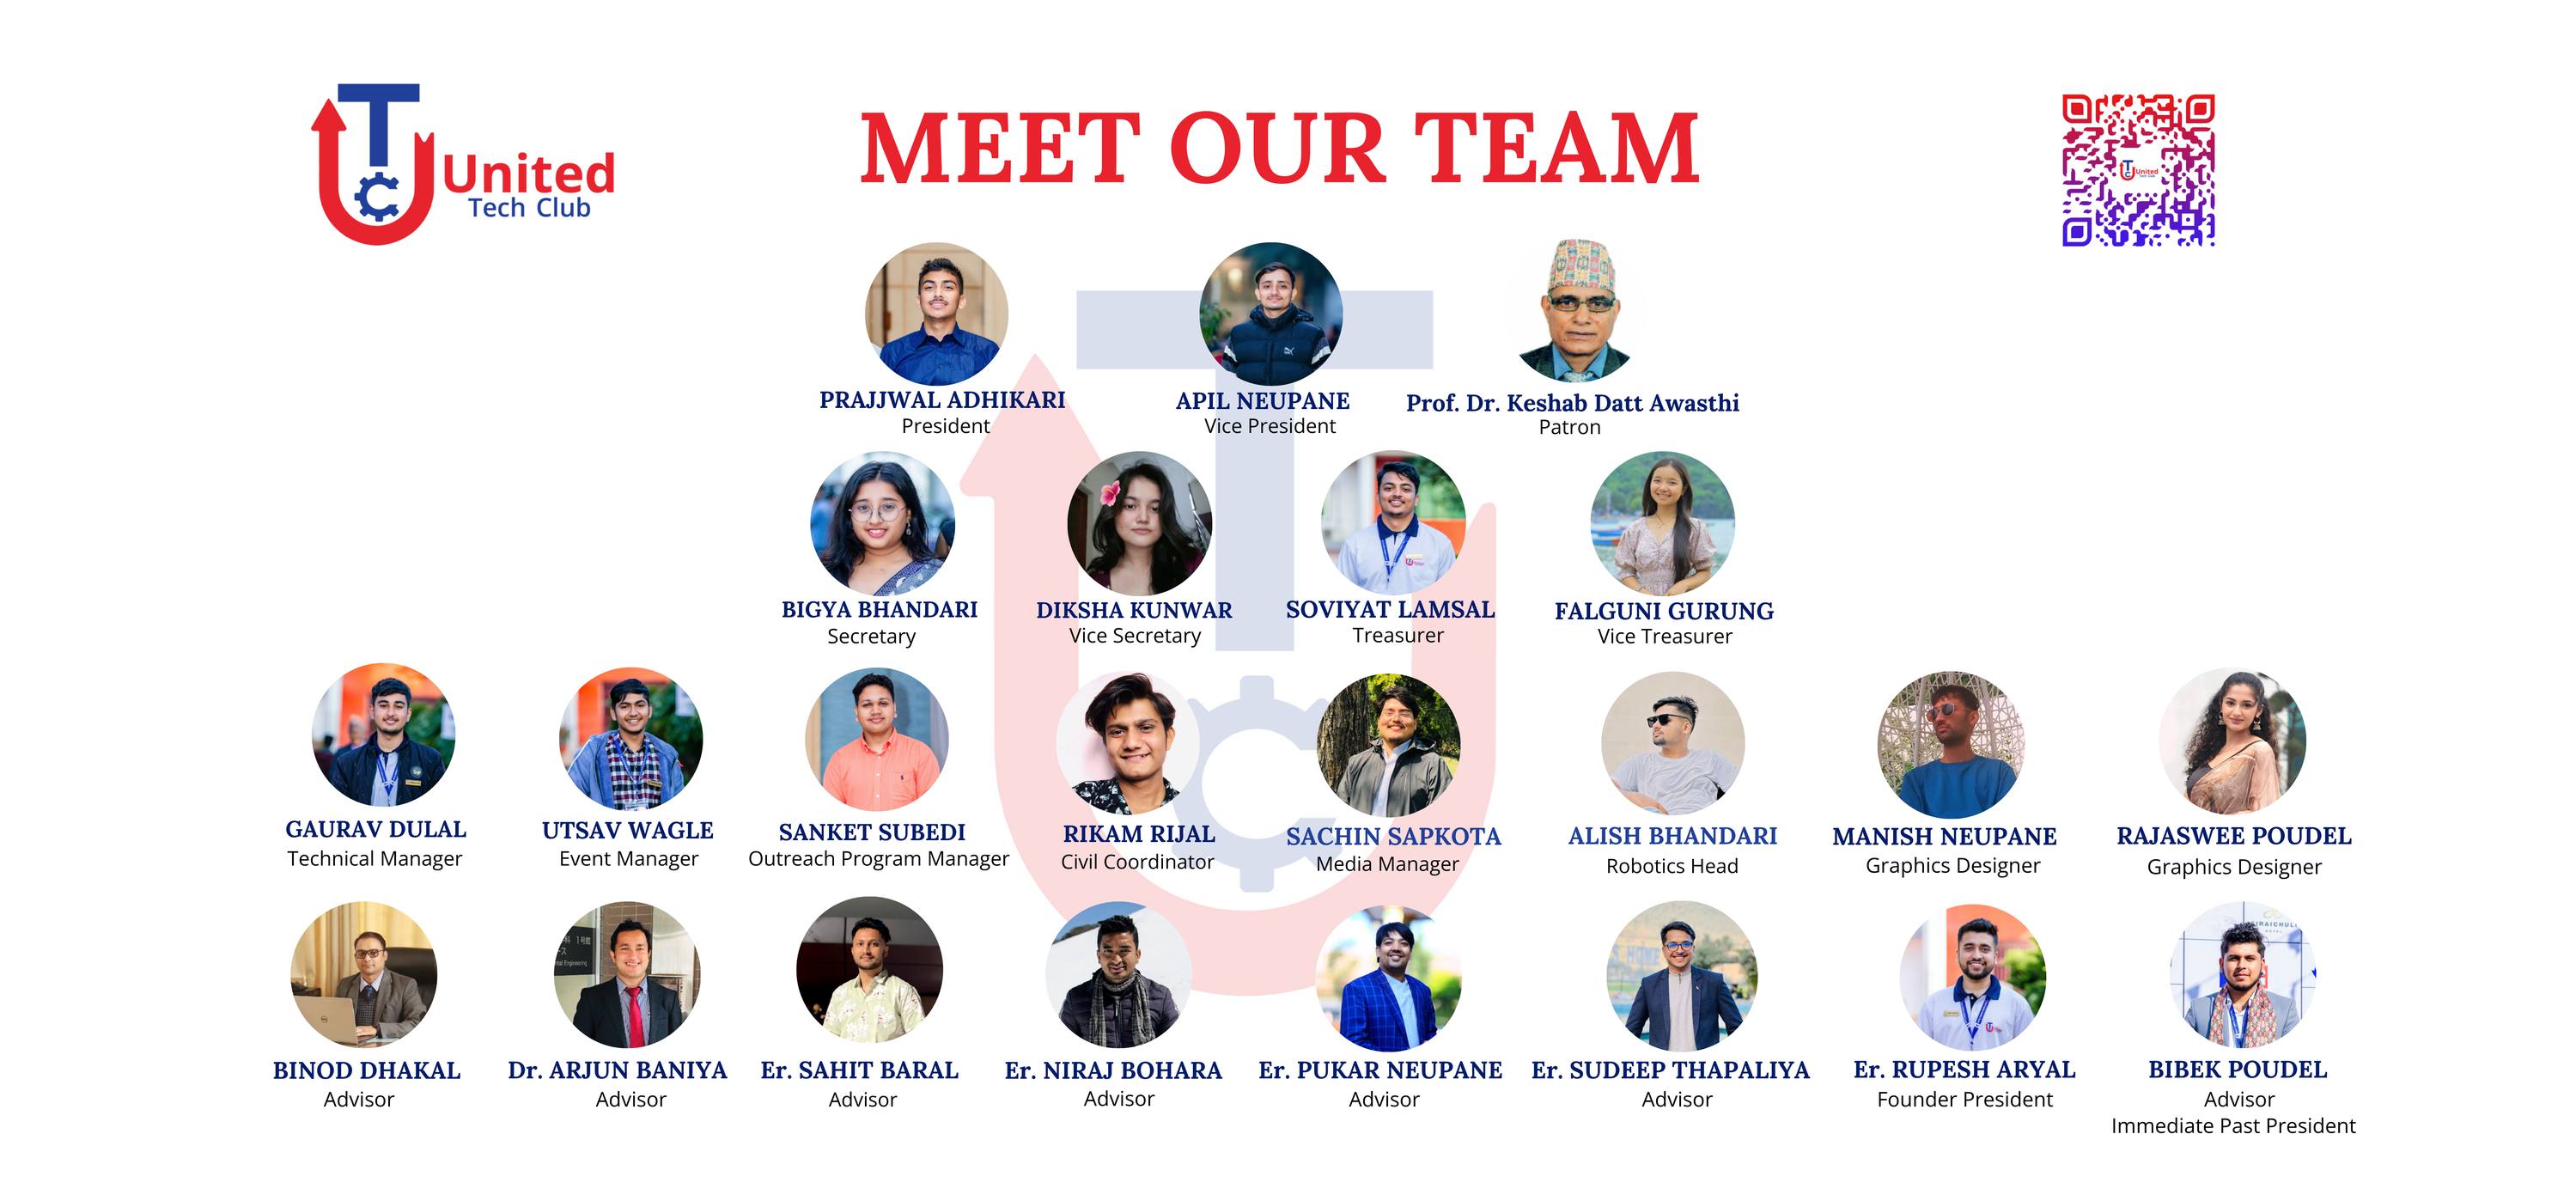 United
Tech Club
MEET OUR TEAM
United
PRAJJWAL ADHIKARI
President
APIL NEUPANE
Vice President
Prof. Dr. Keshab Datt Awasthi
Patron
BIGYA BHANDARI
Secretary
DIKSHA KUNWAR
Vice Secretary
SOVIYAT LAMSAL
Treasurer
FALGUNI GURUNG
Vice Treasurer
GAURAV DULAL
Technical Manager
UTSAV WAGLE
Event Manager
SANKET SUBEDI
Outreach Program Manager
RIKAM RIJAL
Civil Coordinator
SACHIN SAPKOTA
Media Manager
ALISH BHANDARI
Robotics Head
MANISH NEUPANE
Graphics Designer
RAJASWEE POUDEL
Graphics Designer
BINOD DHAKAL
Advisor
Dr. ARJUN BANIYA
Advisor
Er. SAHIT BARAL
Advisor
Er. NIRAJ BOHARA
Advisor
Er. PUKAR NEUPANE
Advisor
Er. SUDEEP THAPALIYA
Advisor
Er. RUPESH ARYAL
Founder President
BIBEK POUDEL
Advisor
Immediate Past President